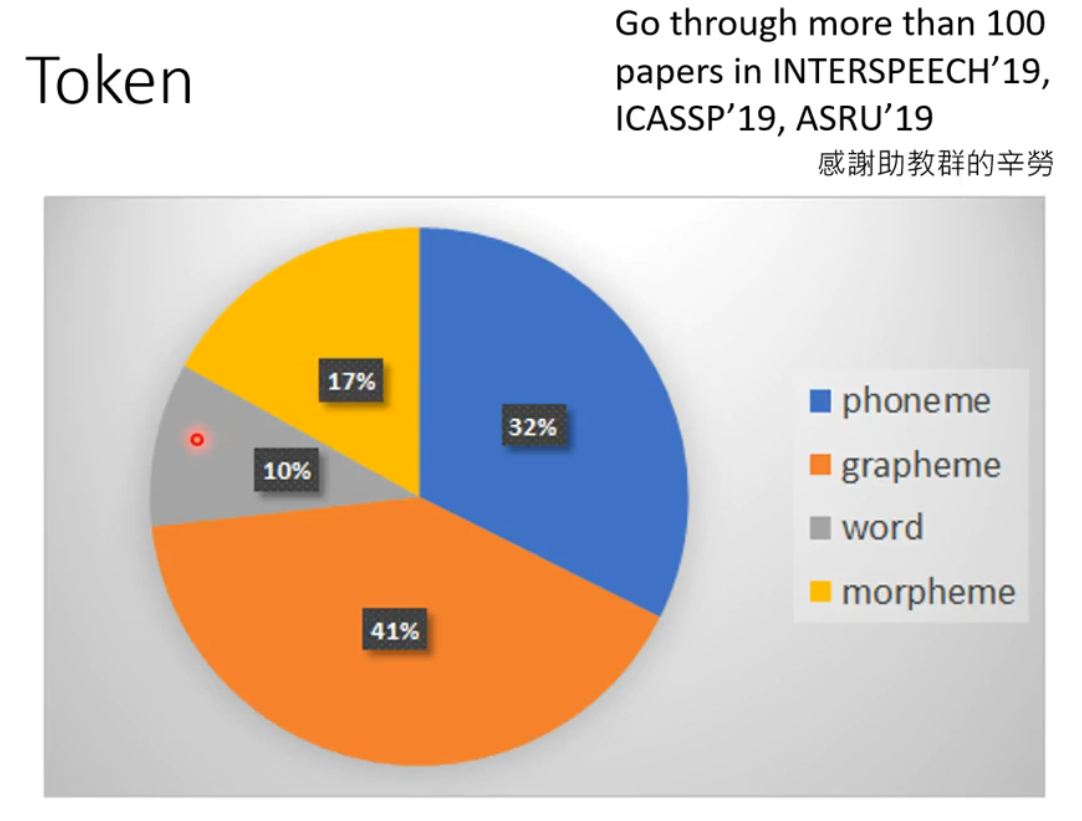 Token
Go through more than 100
papers in INTERSPEECH’19,
ICASSP’19, ASRU’19
感謝助教群的辛勞
17%
32%
10%
41%
phoneme
grapheme
word
morpheme